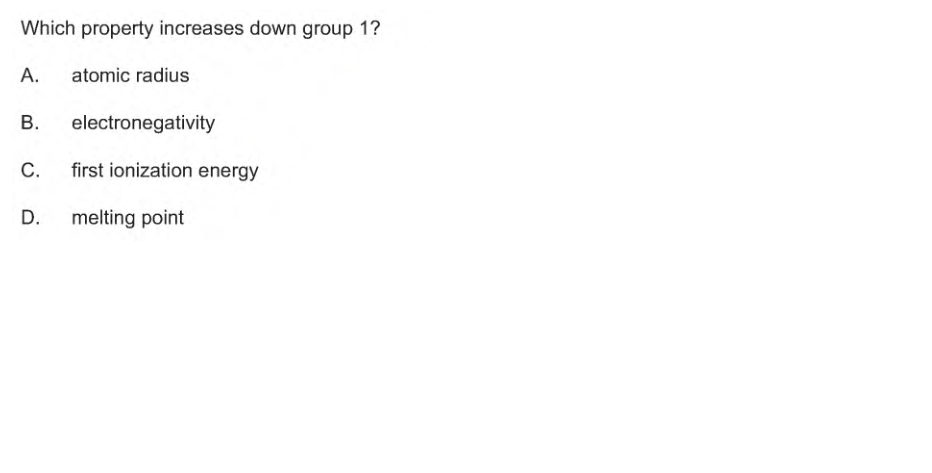 Which property increases down group 1?
A. atomic radius
B. electronegativity
C. first ionization energy
D. melting point